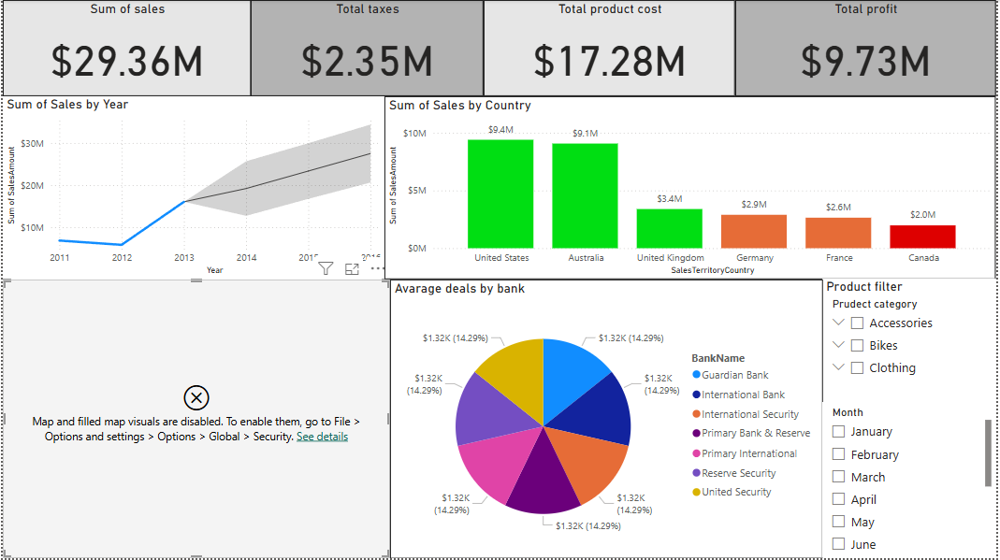 Sum of sales
$29.36M
Total taxes
$2.35M
Total product cost
$17.28M
Total profit
$9.73M
Sum of Sales by Year
Sum of SalesAmount
$30M
$20M
$10M
2011 2012 2013 2014 2015 2016
Year
Sum of Sales by Country
Sum of SalesAmount
$10M
$5M
$0M
$9.4M
$9.1M
$3.4M
$2.9M
$2.6M
$2.0M
United States Australia United Kingdom Germany France Canada
SalesTerritoryCountry
Map and filled map visuals are disabled. To enable them, go to File >
Options and settings > Options > Global > Security. See details
Avarage deals by bank
$1.32K (14.29%)
$1.32K
(14.29%)
$1.32K
(14.29%)
$1.32K (14.29%)
$1.32K
(14.29%)
$1.32K
(14.29%)
$1.32K (14.29%)
BankName
Guardian Bank
International Bank
International Security
Primary Bank & Reserve
Primary International
Reserve Security
United Security
Product filter
Prudect category
Accessories
Bikes
Clothing
Month
January
February
March
April
May
June